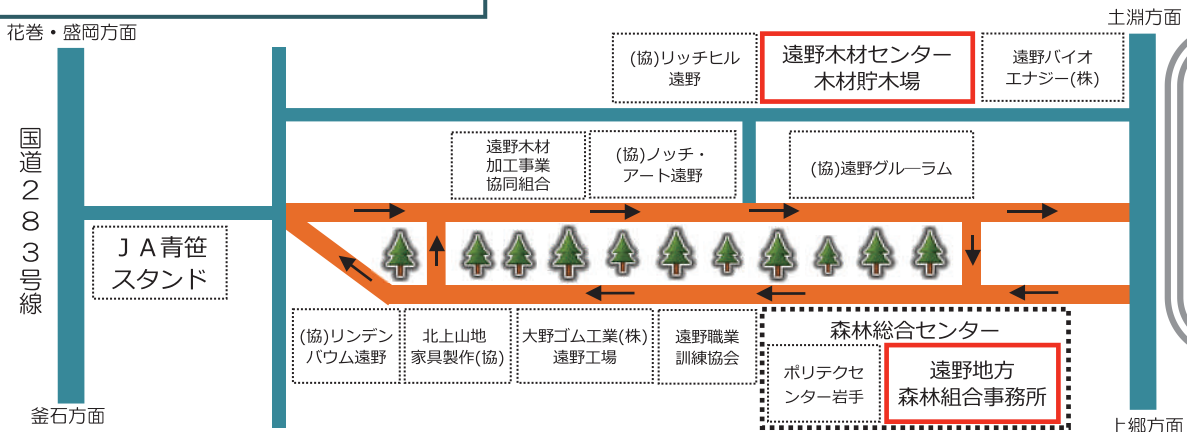 花巻・盛岡方面
土淵方面
(協)リッチヒル
遠野
遠野木材センター
木材貯木場
遠野バイオ
エナジー(株)
国道283号線
遠野木材
加工事業
協同組合
(協)ノッチ・
アート遠野
(協)遠野グル―ラム
JA青笹
スタンド
(協)リンデン
バウム遠野
北上山地
家具製作(協)
大野ゴム工業(株)
遠野工場
遠野職業
訓練協会
森林総合センター
ポリテクセ
ンター岩手
遠野地方
森林組合事務所
釜石方面
上郷方面